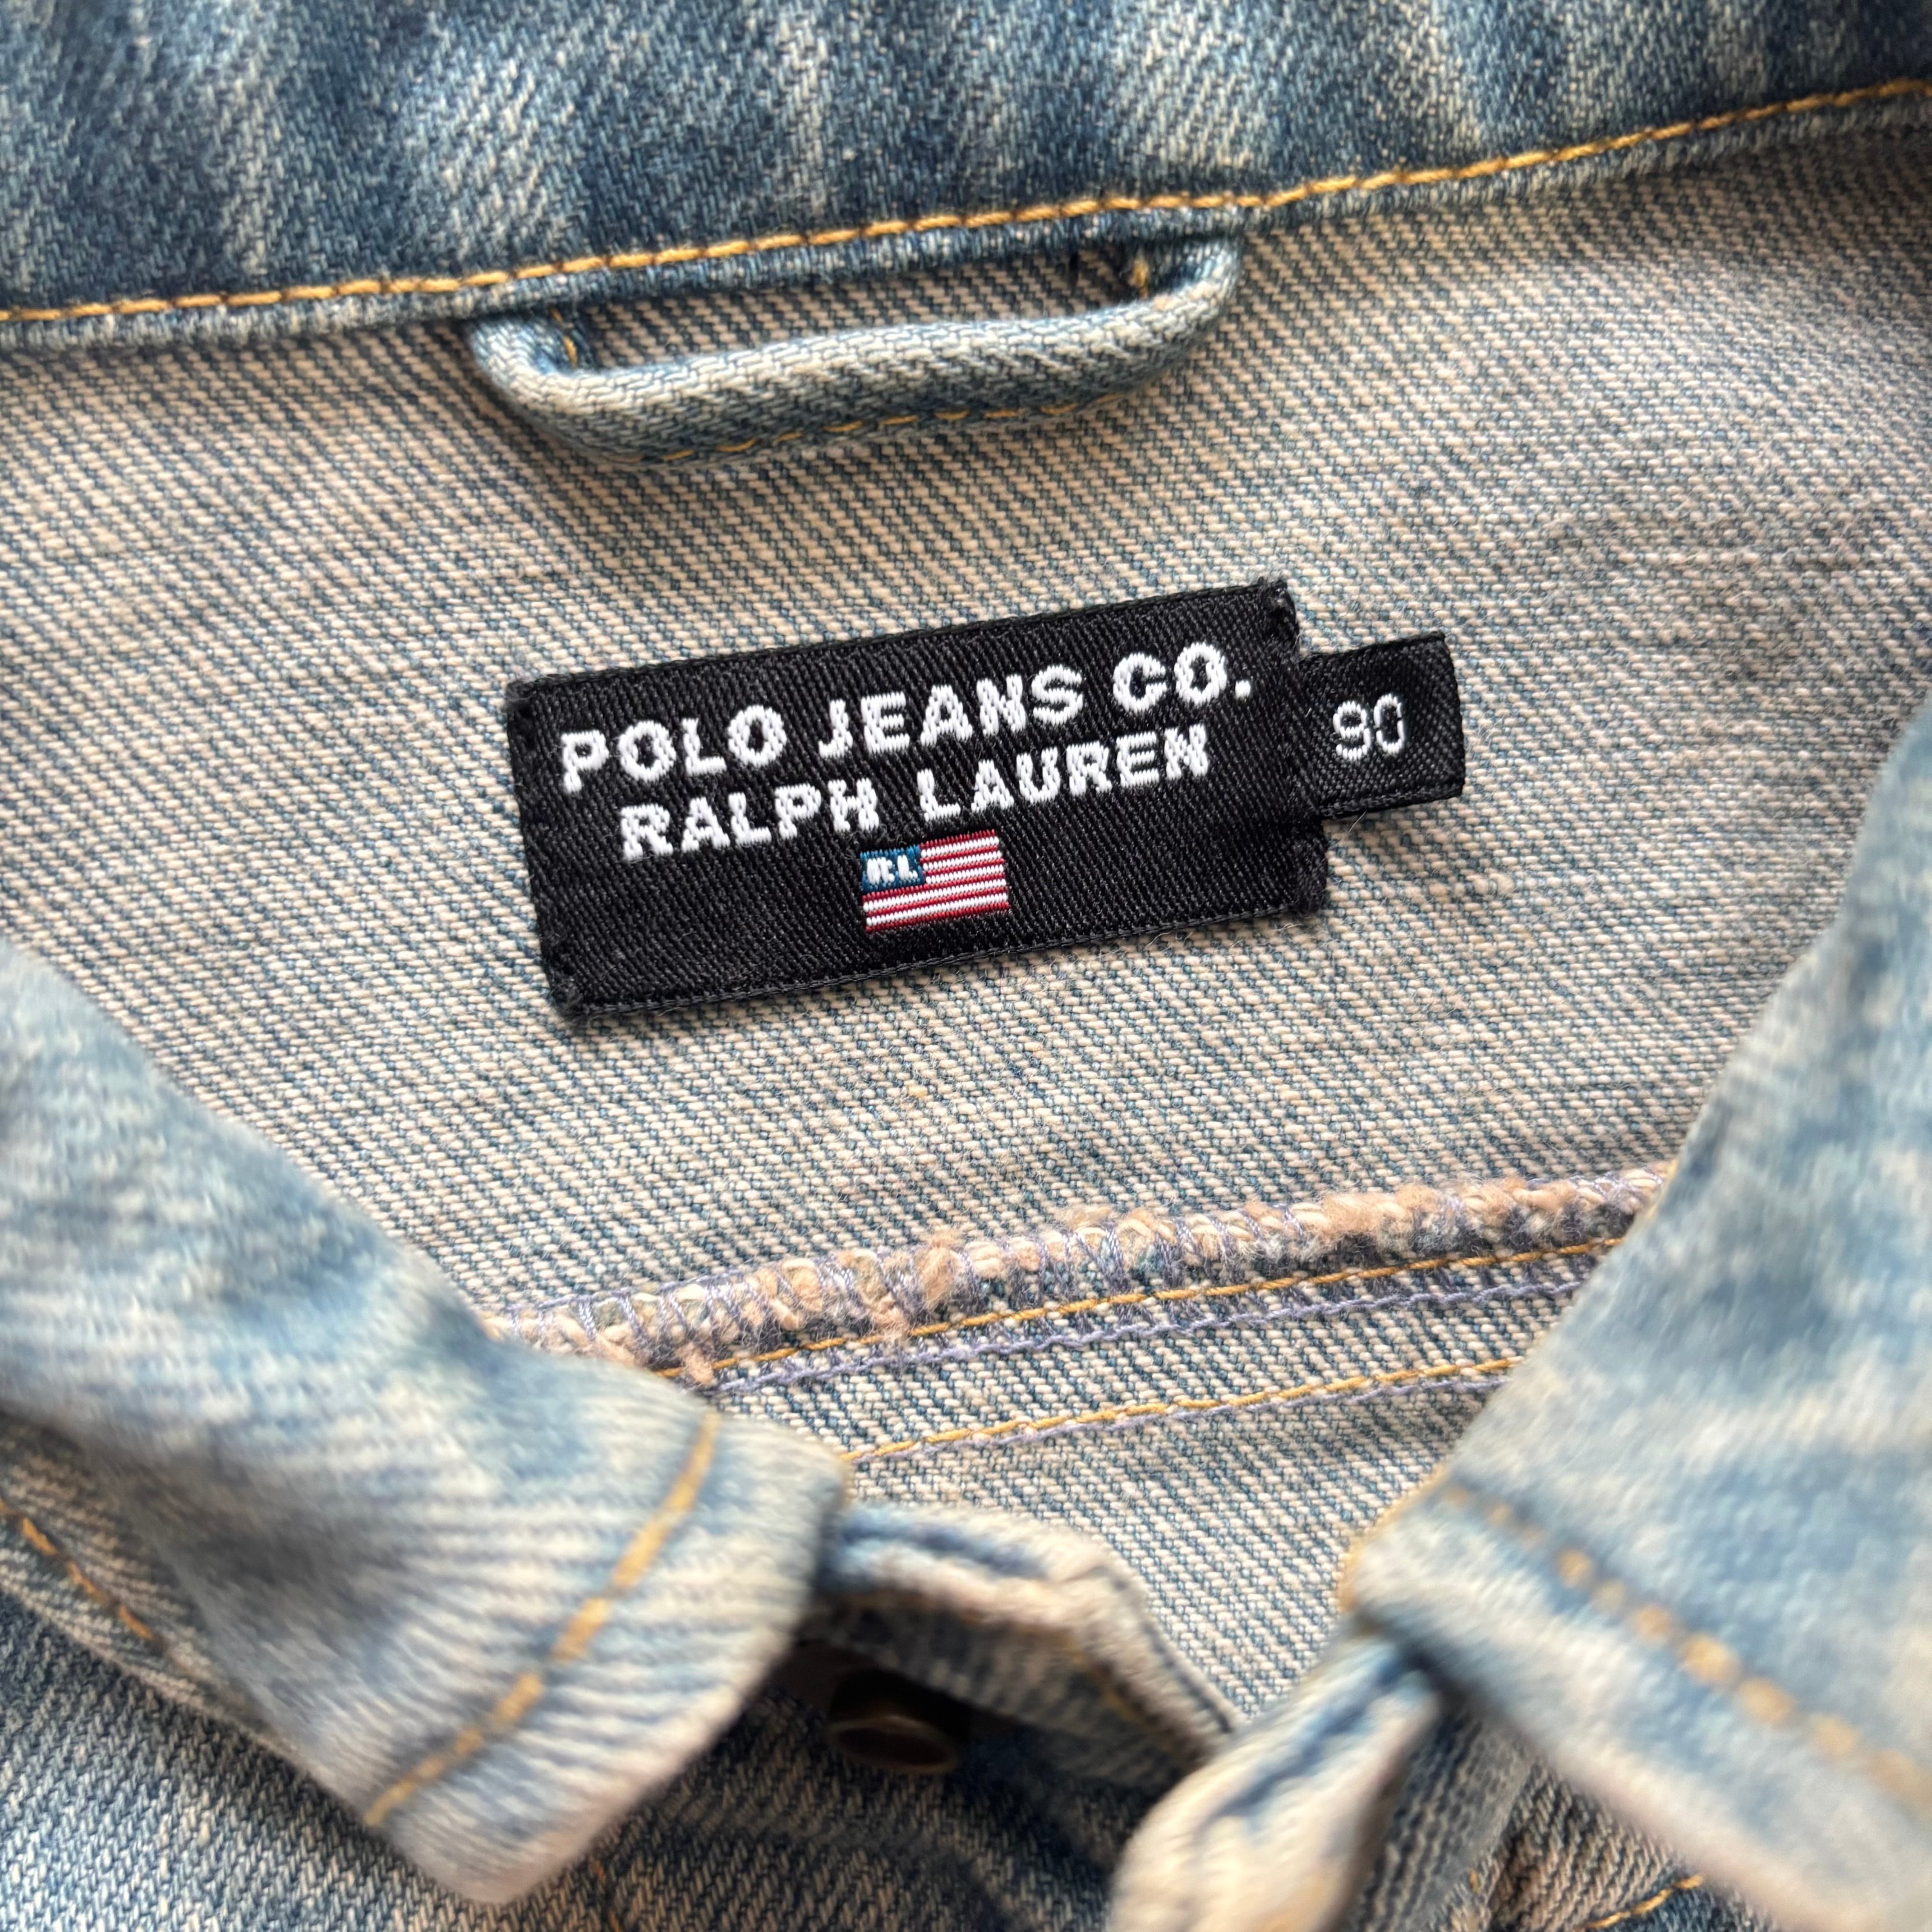 POLO JEANS CO.
RALPH LAUREN
RL
90